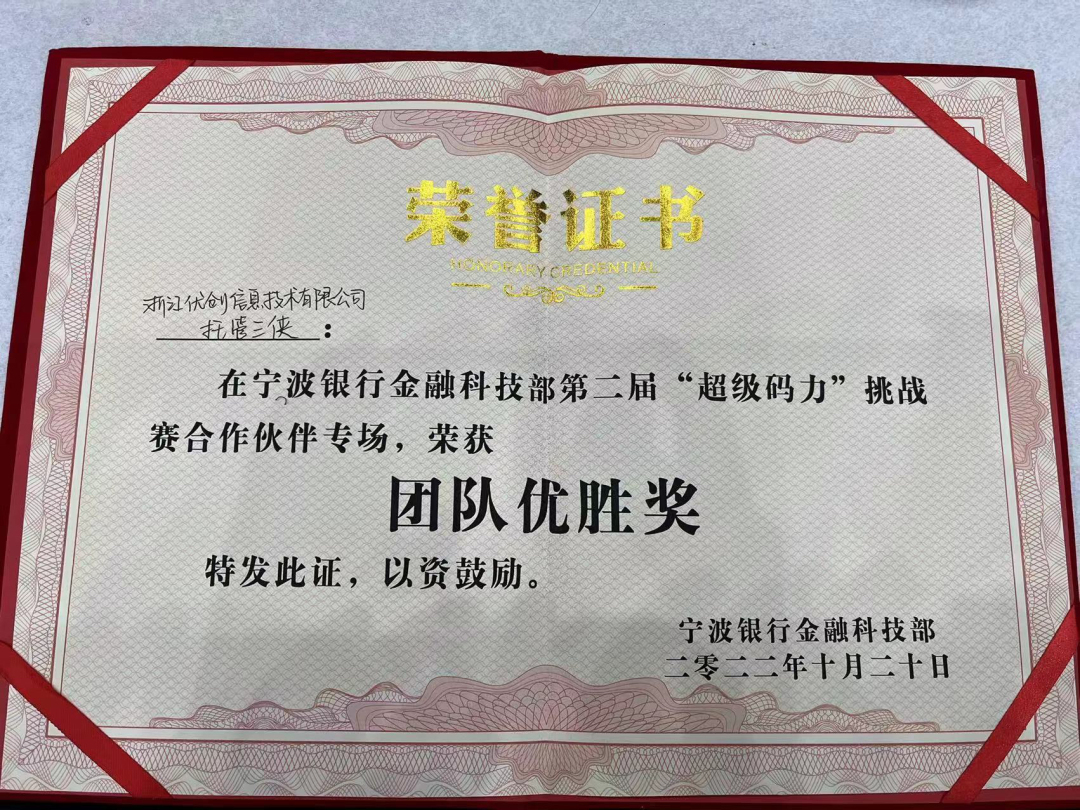 荣誉证书
HONORARY CREDENTIAL
浙江优创信息技术有限公司
托管三侠：
在宁波银行金融科技部第二届“超级码力”挑战
赛合作伙伴专场，荣获
团队优胜奖
特发此证，以资鼓励。
宁波银行金融科技部
二零二二年十月二十日